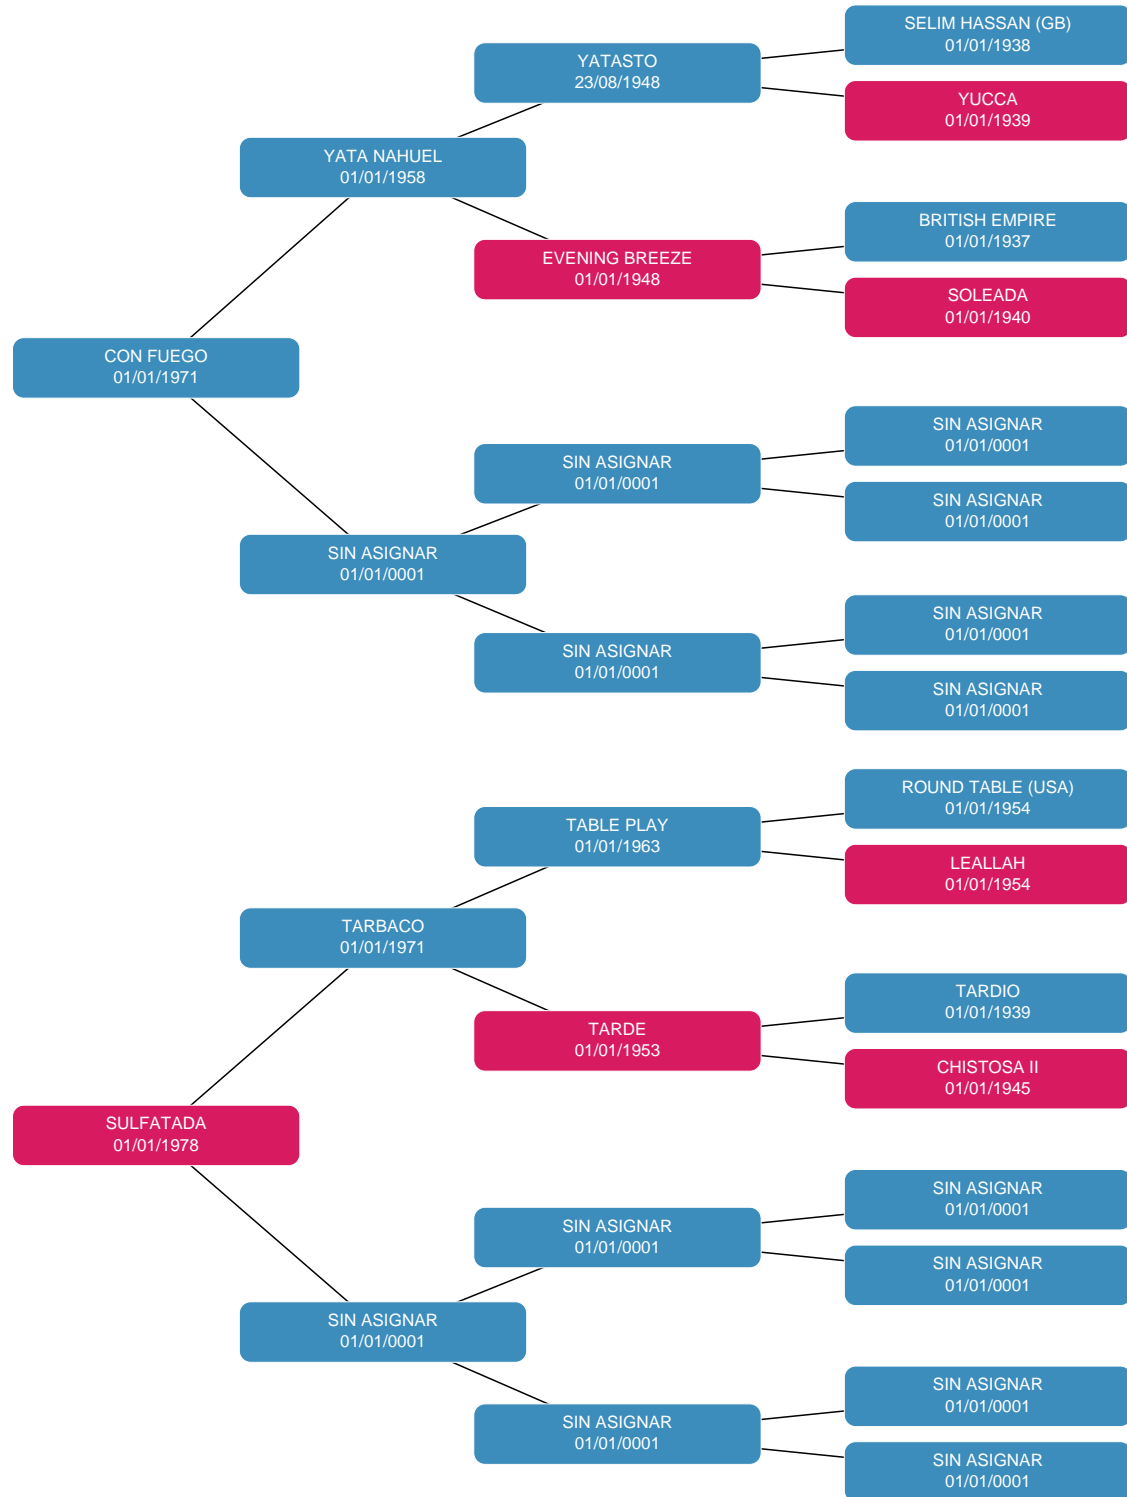 SELIM HASSAN (GB)
01/01/1938
YATASTO
23/08/1948
YUCCA
01/01/1939
YATA NAHUEL
01/01/1958
BRITISH EMPIRE
01/01/1937
EVENING BREEZE
01/01/1948
SOLEADA
01/01/1940
CON FUEGO
01/01/1971
SIN ASIGNAR
01/01/0001
SIN ASIGNAR
01/01/0001
SIN ASIGNAR
01/01/0001
SIN ASIGNAR
01/01/0001
SIN ASIGNAR
01/01/0001
SIN ASIGNAR
01/01/0001
SIN ASIGNAR
01/01/0001
ROUND TABLE (USA)
01/01/1954
TABLE PLAY
01/01/1963
LEALLAH
01/01/1954
TARBACO
01/01/1971
TARDIO
01/01/1939
TARDE
01/01/1953
CHISTOSA II
01/01/1945
SULFATADA
01/01/1978
SIN ASIGNAR
01/01/0001
SIN ASIGNAR
01/01/0001
SIN ASIGNAR
01/01/0001
SIN ASIGNAR
01/01/0001
SIN ASIGNAR
01/01/0001
SIN ASIGNAR
01/01/0001
SIN ASIGNAR
01/01/0001